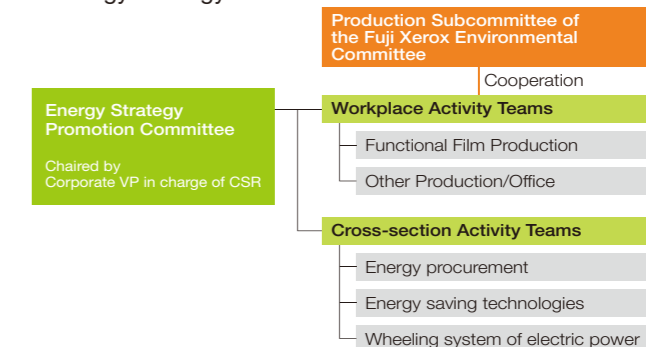 Production Subcommittee of
the Fuji Xerox Environmental
Committee
Cooperation
Energy Strategy
Promotion Committee
Chaired by
Corporate VP in charge of CSR
Workplace Activity Teams
Functional Film Production
Other Production/Office
Cross-section Activity Teams
Energy procurement
Energy saving technologies
Wheeling system of electric power